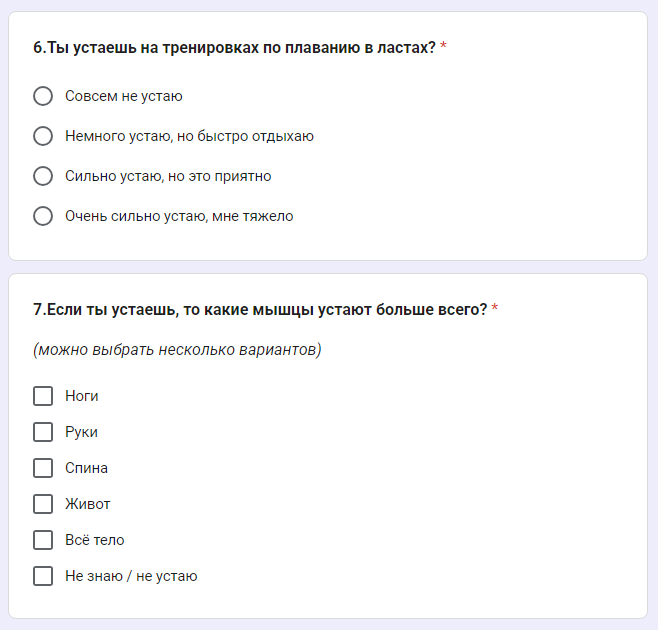 6.Ты устаешь на тренировках по плаванию в ластах? *
Совсем не устаю
Немного устаю, но быстро отдыхаю
Сильно устаю, но это приятно
Очень сильно устаю, мне тяжело
7.Если ты устаешь, то какие мышцы устают больше всего? *
(можно выбрать несколько вариантов)
Ноги
Руки
Спина
Живот
Всё тело
Не знаю / не устаю